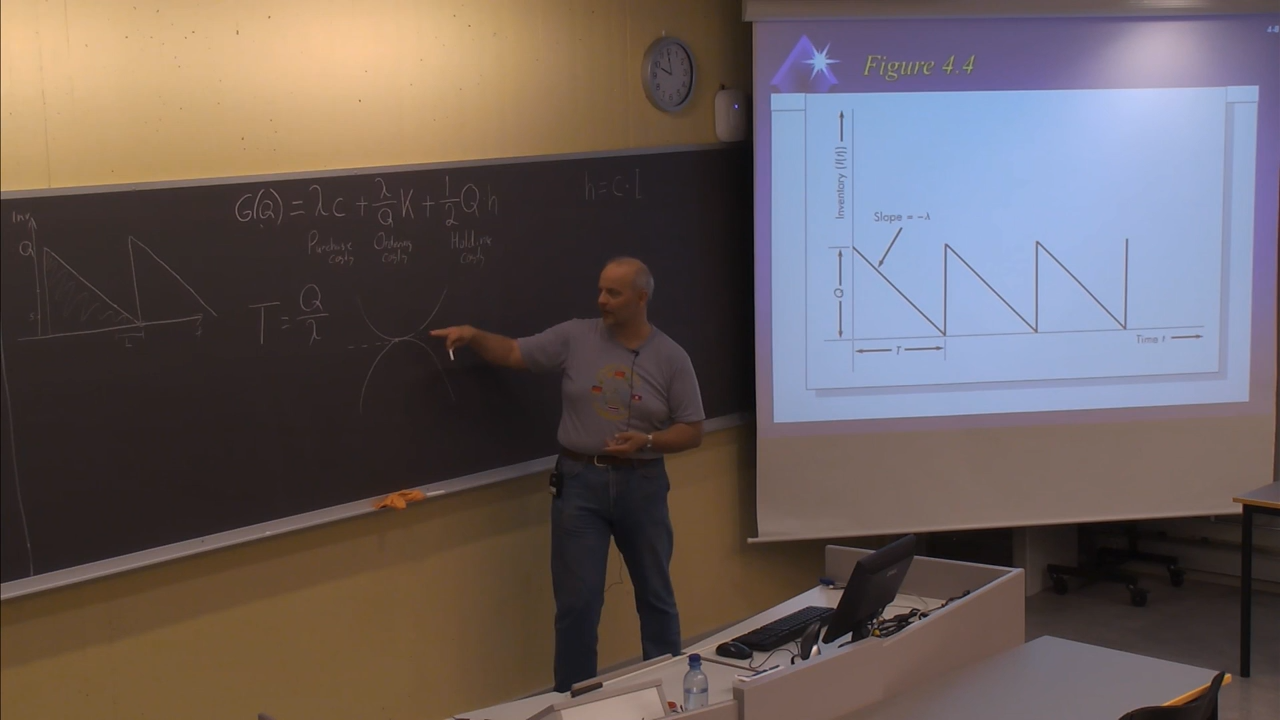 Inv
Q
G(Q) = λc + λ/Q K + 1/2 Q h
Purchase costs
Ordering costs
Holding costs
T = Q/λ
h = c · I
Figure 4.4
Inventory (I(t))
Slope = -λ
Q
T
Time t